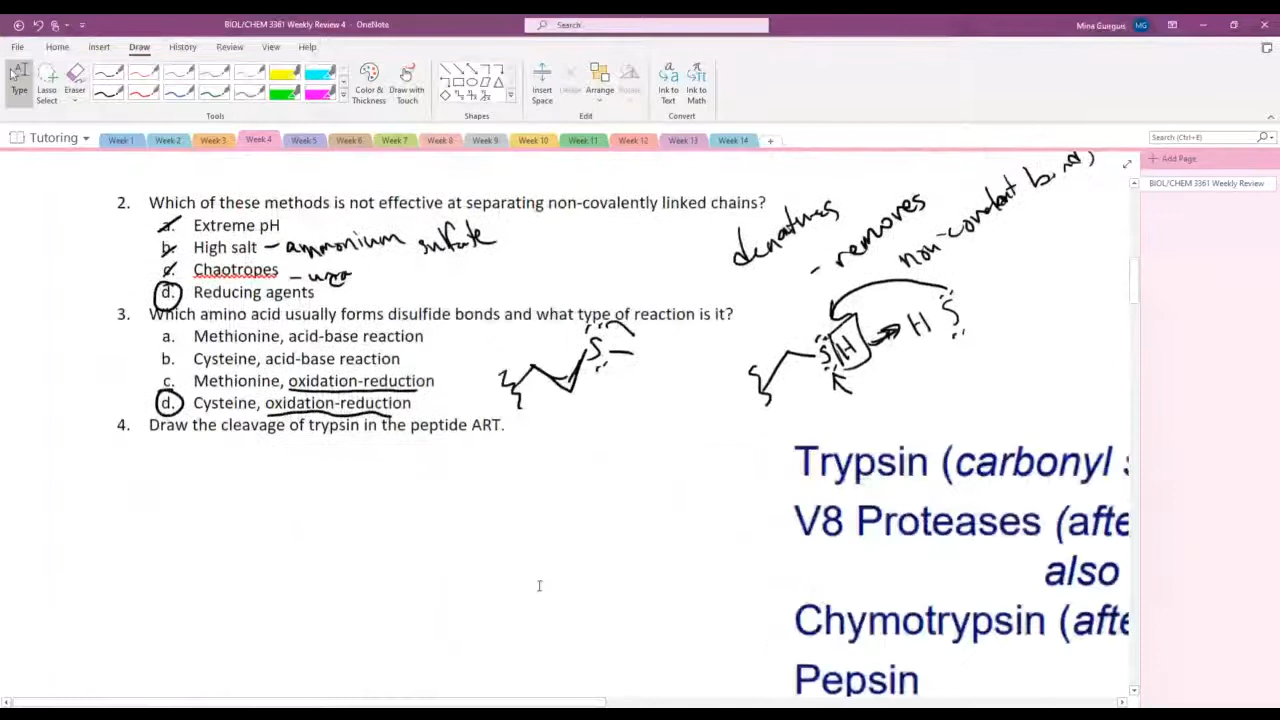 BIOL/CHEM 3361 Weekly Review 4 - OneNote
Search
Mina Gurguis MG
File Home Insert Draw History Review View Help
Type
Lasso Select
Eraser
Color & Thickness
Draw with Touch
Insert Space
Delete
Arrange
Rotate
Ink to Text
Ink to Math
Tools
Shapes
Edit
Convert
Tutoring
Week 1 Week 2 Week 3 Week 4 Week 5 Week 6 Week 7 Week 8 Week 9 Week 10 Week 11 Week 12 Week 13 Week 14 +
Search (Ctrl+E)
Add Page
BIOL/CHEM 3361 Weekly Review
2. Which of these methods is not effective at separating non-covalently linked chains?
a. Extreme pH
b. High salt - ammonium sulfate
c. Chaotropes - urea
d. Reducing agents
denatures
- removes
non-covalent bonds
3. Which amino acid usually forms disulfide bonds and what type of reaction is it?
a. Methionine, acid-base reaction
b. Cysteine, acid-base reaction
c. Methionine, oxidation-reduction
d. Cysteine, oxidation-reduction
S
S H H S
4. Draw the cleavage of trypsin in the peptide ART.
Trypsin (carbonyl s
V8 Proteases (afte
also
Chymotrypsin (afte
Pepsin